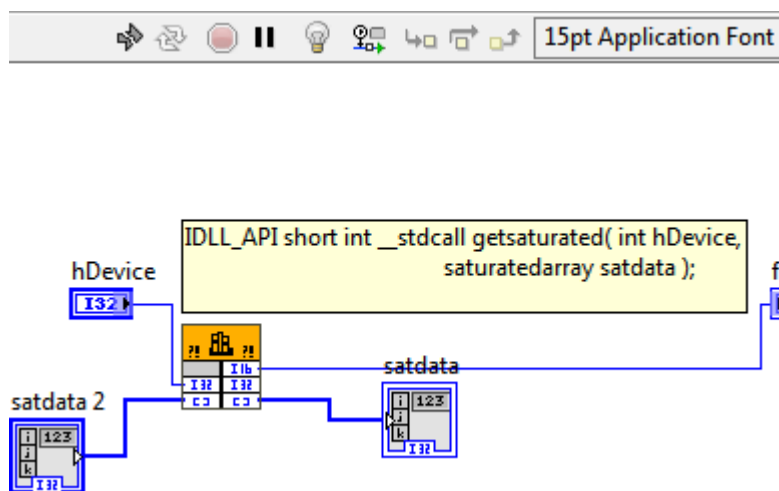 15pt Application Font
IDLL_API short int __stdcall getsaturated( int hDevice,
saturatedarray satdata );
hDevice
f
I32
?!
?!
I16
I32 I32
satdata
satdata 2
i 123
j
k
I32
i 123
j
k
I32